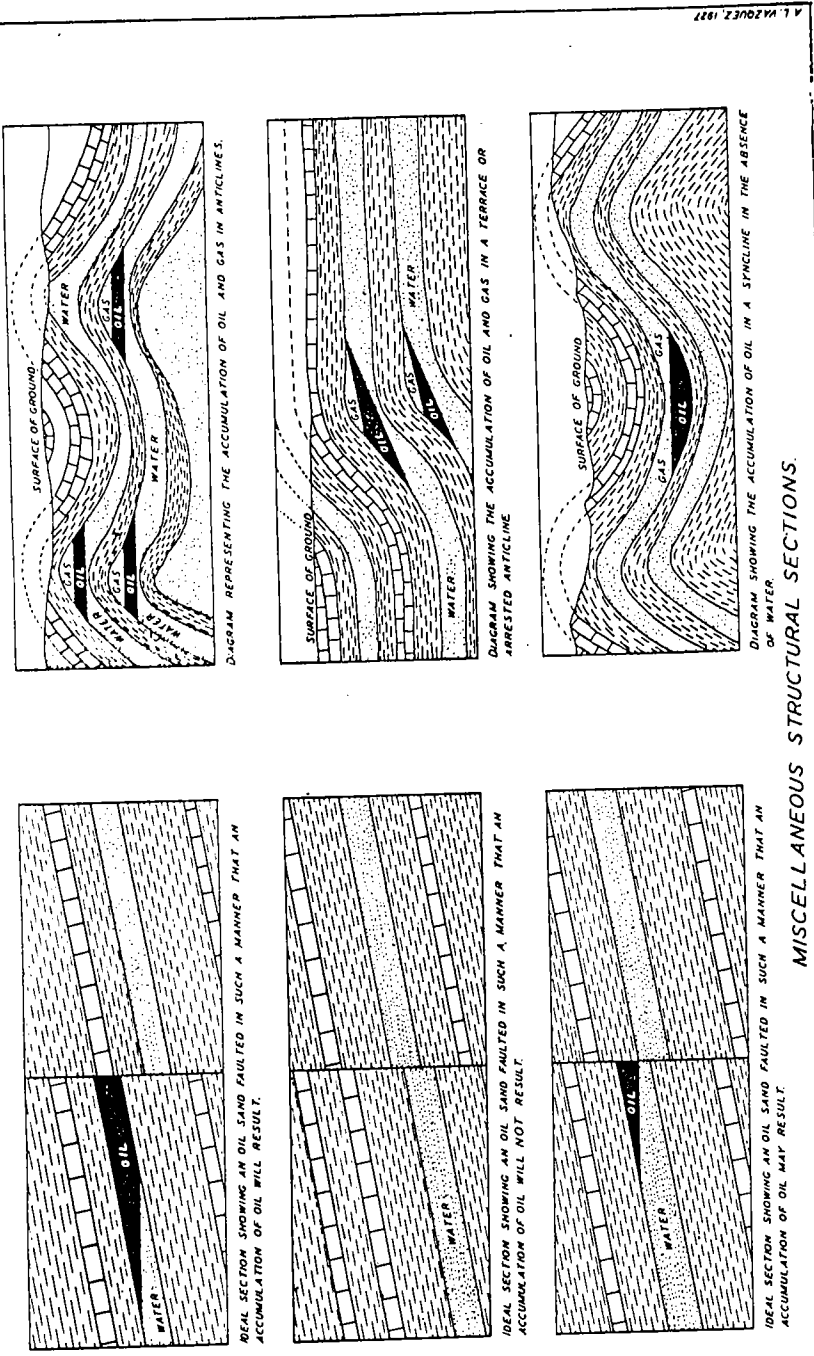 A. L. VAZQUEZ, 1927
SURFACE OF GROUND
WATER
GAS
OIL
GAS
OIL
GAS
OIL
WATER
WATER
WATER
DIAGRAM REPRESENTING THE ACCUMULATION OF OIL AND GAS IN ANTICLINES.
SURFACE OF GROUND
GAS
OIL
GAS
OIL
WATER
WATER
DIAGRAM SHOWING THE ACCUMULATION OF OIL AND GAS IN A TERRACE OR
ARRESTED ANTICLINE
SURFACE OF GROUND
GAS
GAS
OIL
DIAGRAM SHOWING THE ACCUMULATION OF OIL IN A SYNCLINE IN THE ABSENCE
OF WATER.
OIL
WATER
IDEAL SECTION SHOWING AN OIL SAND FAULTED IN SUCH A MANNER THAT AN
ACCUMULATION OF OIL WILL RESULT.
WATER
IDEAL SECTION SHOWING AN OIL SAND FAULTED IN SUCH A MANNER THAT AN
ACCUMULATION OF OIL WILL NOT RESULT.
OIL
WATER
IDEAL SECTION SHOWING AN OIL SAND FAULTED IN SUCH A MANNER THAT AN
ACCUMULATION OF OIL MAY RESULT.
MISCELLANEOUS STRUCTURAL SECTIONS.